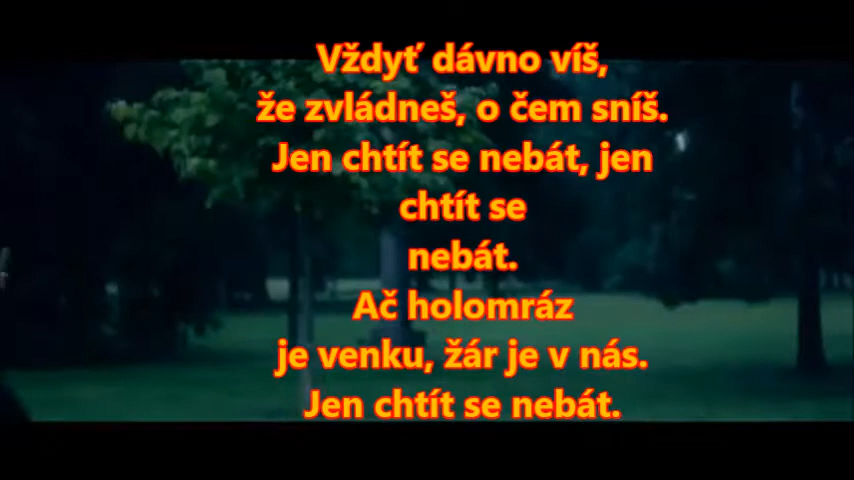 Vždyť dávno víš,
že zvládneš, o čem sníš.
Jen chtít se nebát, jen
chtít se
nebát.
Ač holomráz
je venku, žár je v nás.
Jen chtít se nebát.